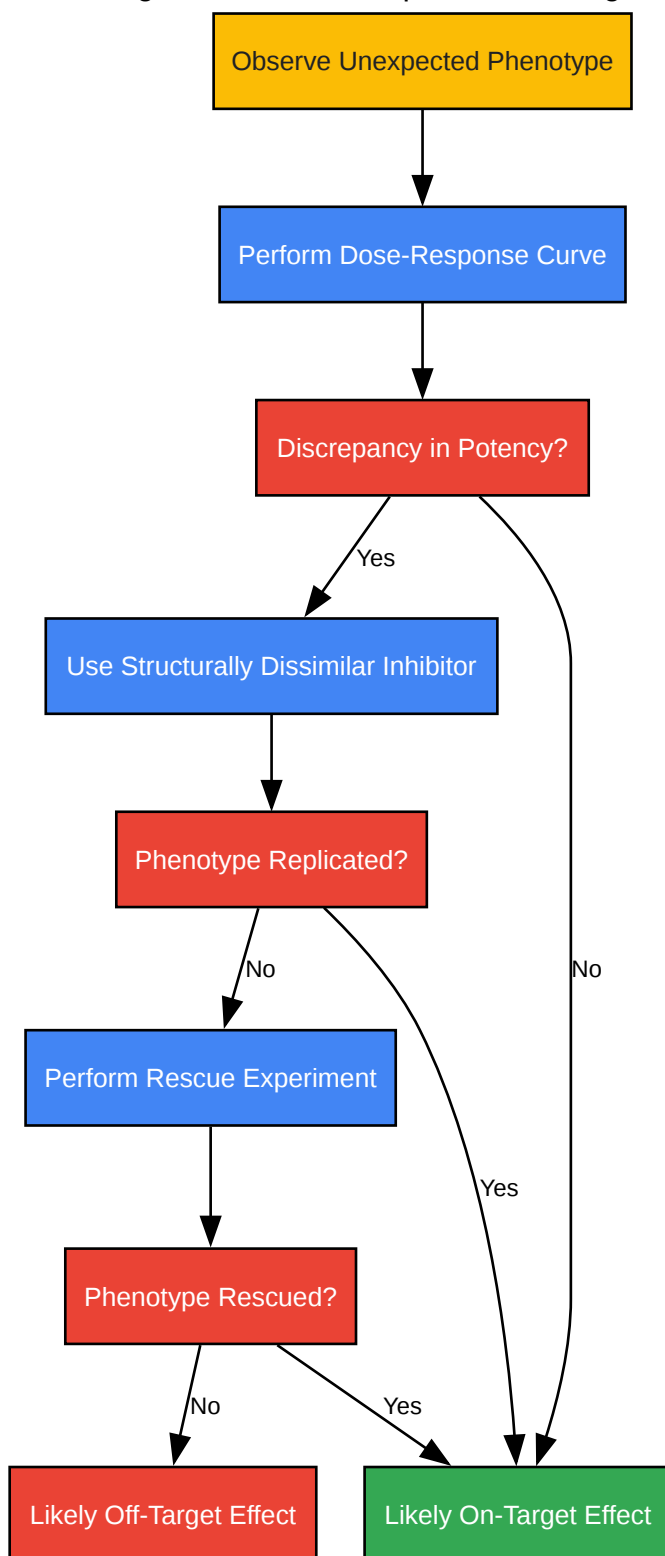 Observe Unexpected Phenotype
Perform Dose-Response Curve
Discrepancy in Potency?
Yes
Use Structurally Dissimilar Inhibitor
Phenotype Replicated?
No
No
Perform Rescue Experiment
Yes
Phenotype Rescued?
No
Yes
Likely Off-Target Effect
Likely On-Target Effect